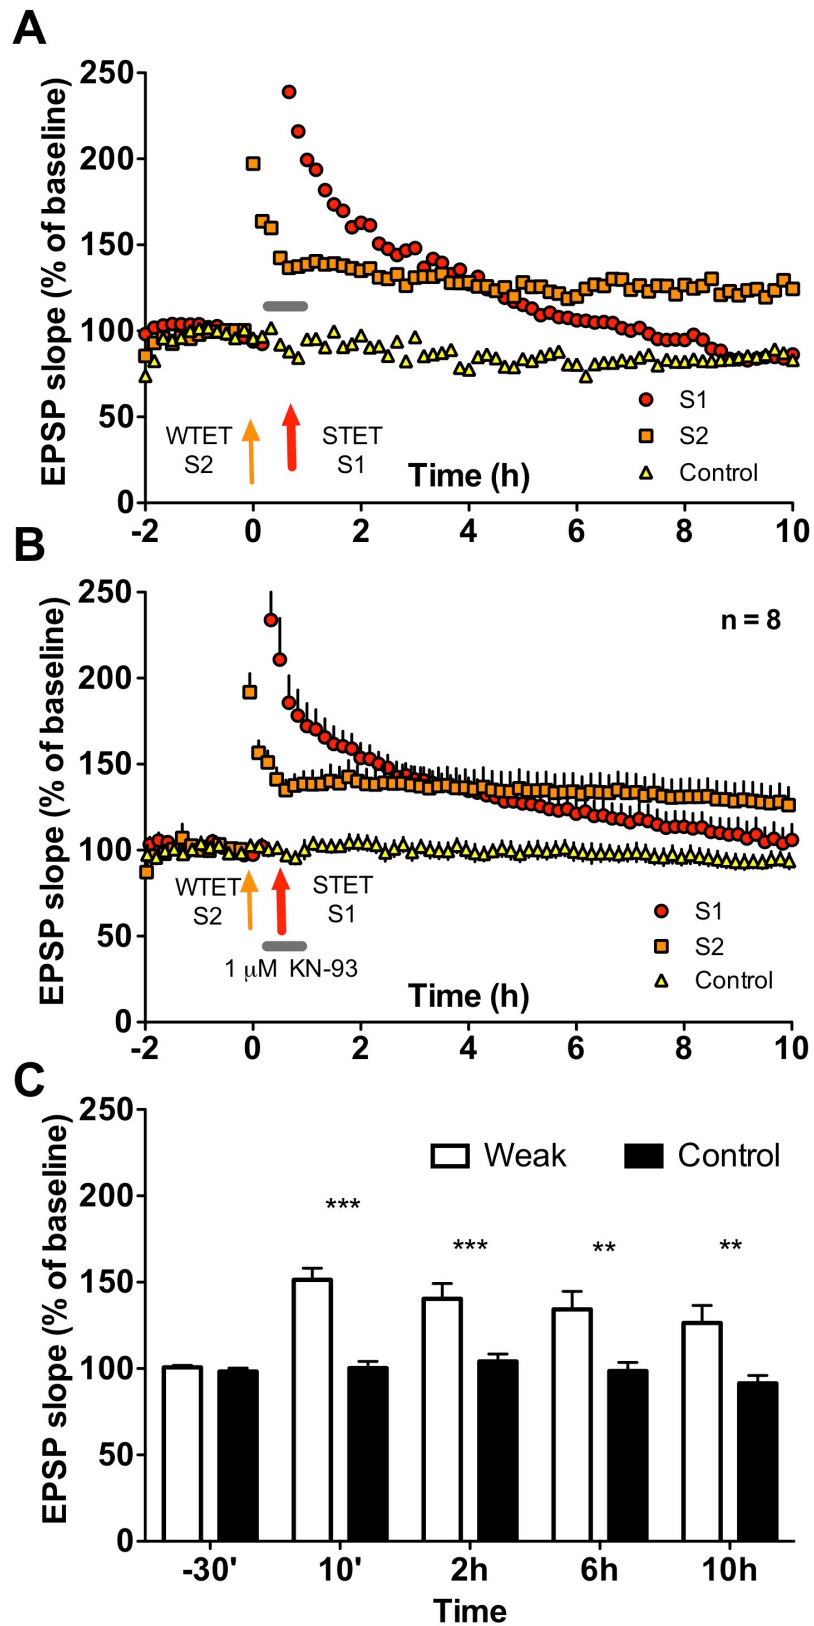 A
EPSP slope (% of baseline)
250
200
150
100
50
0
WTET
S2
STET
S1
S1
S2
Control
Time (h)
-2 0 2 4 6 8 10
B
EPSP slope (% of baseline)
250
200
150
100
50
0
n = 8
WTET
S2
STET
S1
1 μM KN-93
S1
S2
Control
Time (h)
-2 0 2 4 6 8 10
C
EPSP slope (% of baseline)
250
200
150
100
50
0
Weak Control
*** *** ** **
-30' 10' 2h 6h 10h
Time